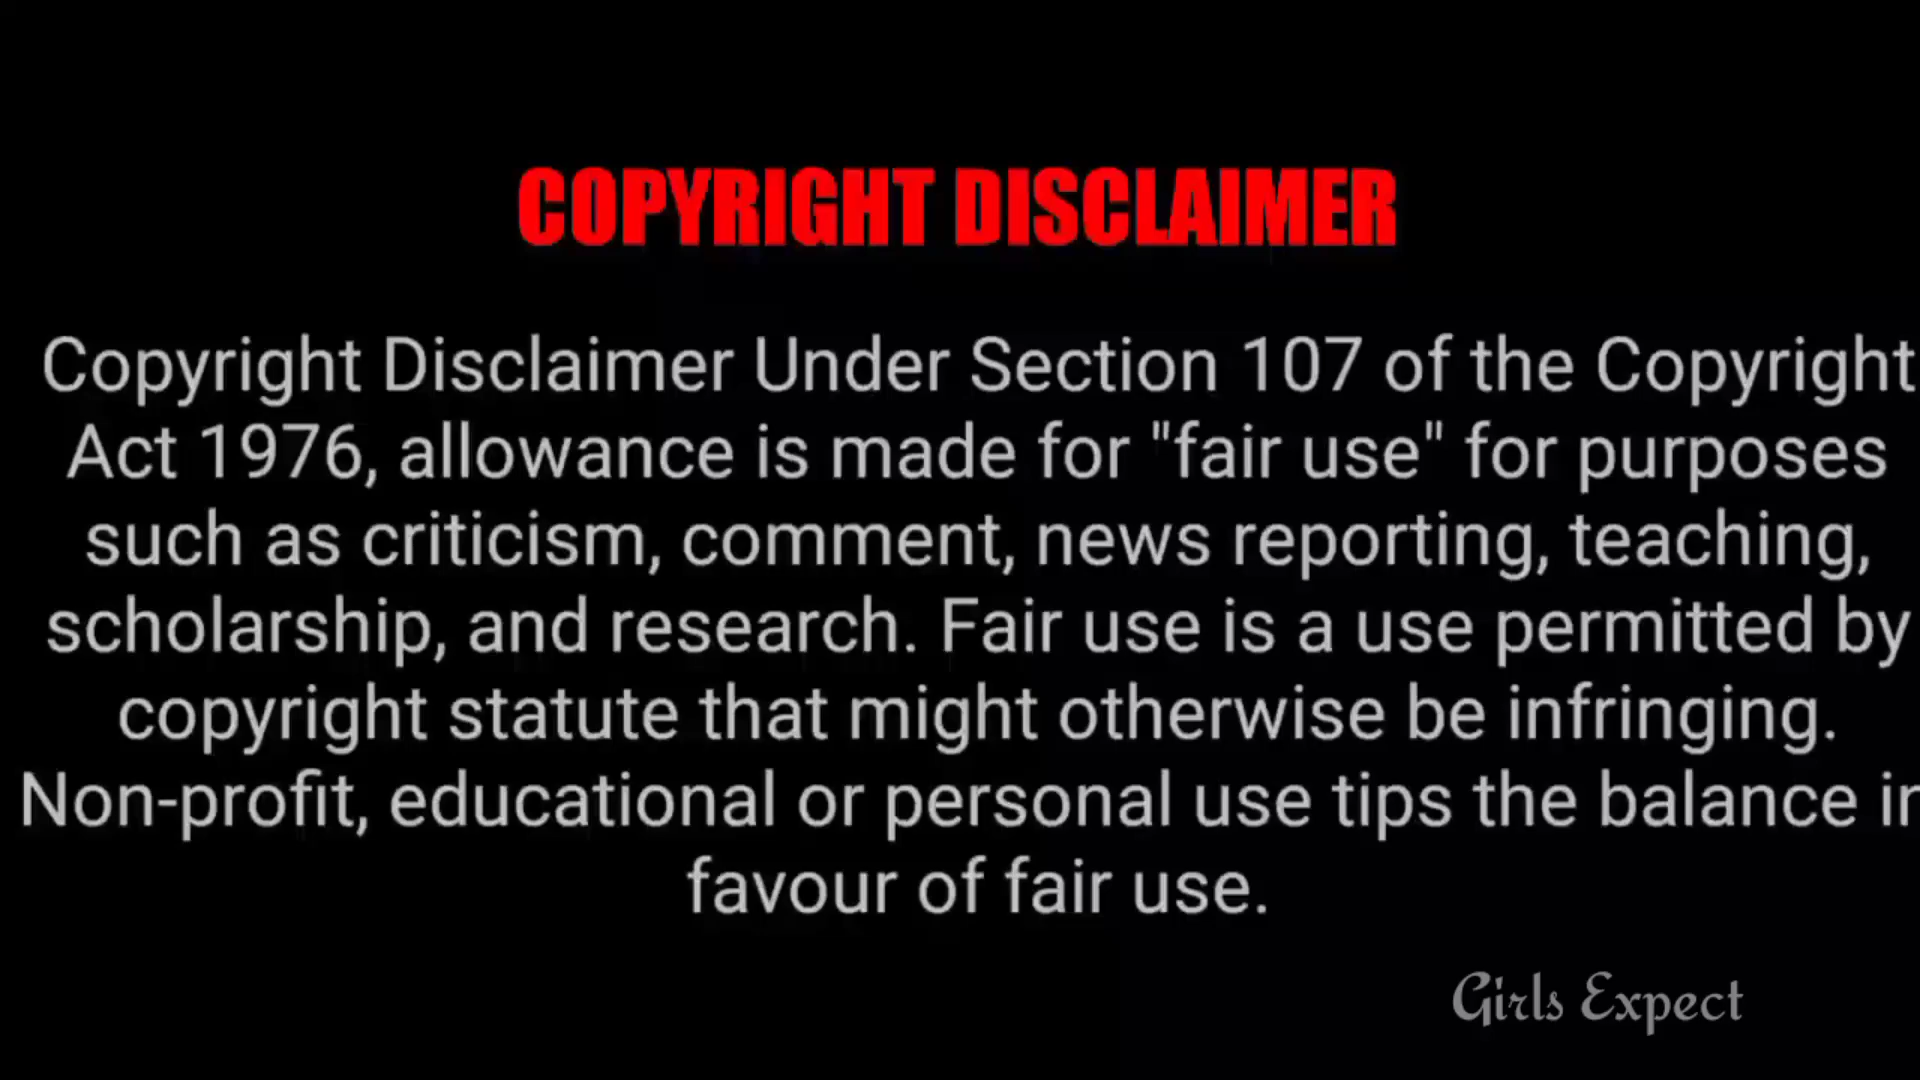 COPYRIGHT DISCLAIMER
Copyright Disclaimer Under Section 107 of the Copyright
Act 1976, allowance is made for "fair use" for purposes
such as criticism, comment, news reporting, teaching,
scholarship, and research. Fair use is a use permitted by
copyright statute that might otherwise be infringing.
Non-profit, educational or personal use tips the balance in
favour of fair use.
Girls Expect